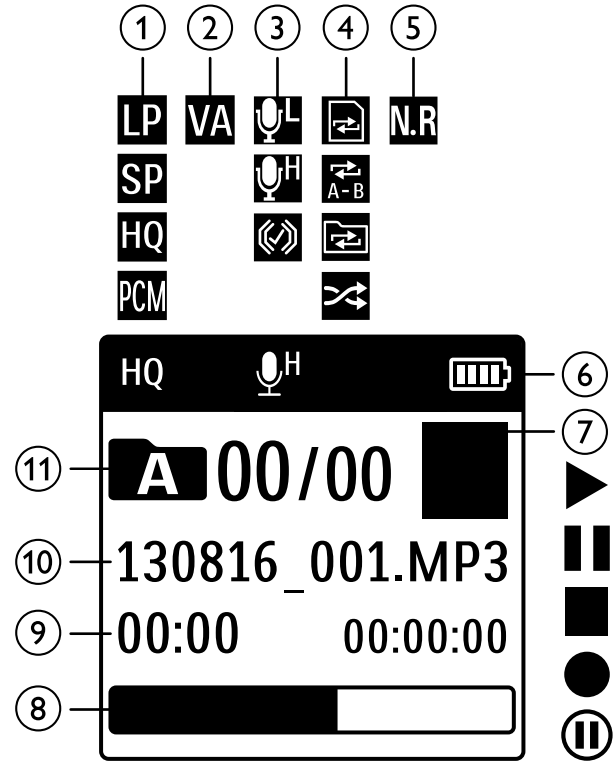 1 2 3 4 5
LP VA L N.R
SP H A-B
HQ
PCM
HQ H 6
7
11 A 00/00
10 130816_001.MP3
9 00:00 00:00:00
8